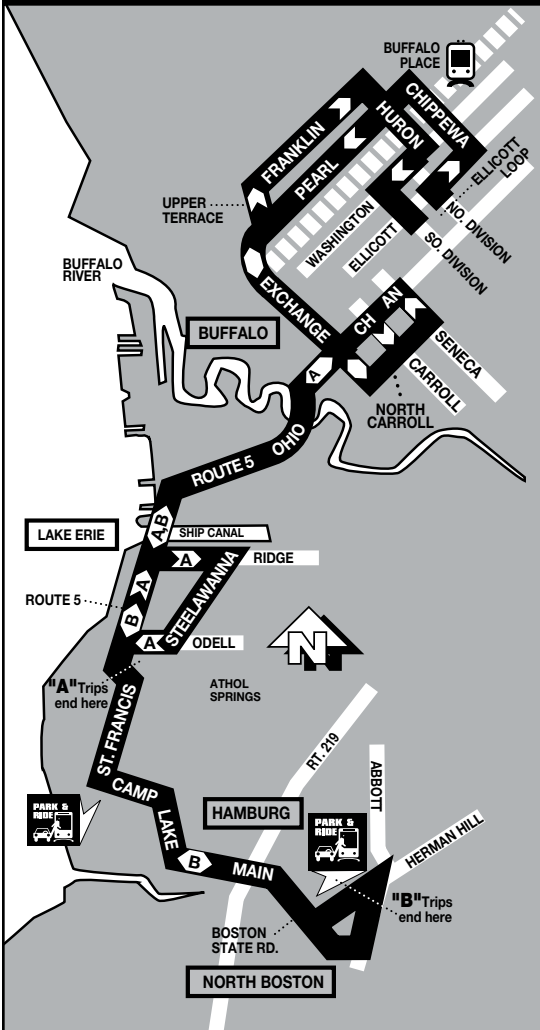 BUFFALO
PLACE
CHIPPEWA
HURON
FRANKLIN
PEARL
ELLICOTT
LOOP
UPPER
TERRACE
WASHINGTON
ELLICOTT
NO. DIVISION
SO. DIVISION
BUFFALO
RIVER
EXCHANGE
BUFFALO
CH AN
A
SENECA
CARROLL
NORTH
CARROLL
OHIO
ROUTE 5
LAKE ERIE
A,B
SHIP CANAL
A
RIDGE
A
STEELAWANNA
ROUTE 5
B
A
ODELL
"A" Trips
end here
ATHOL
SPRINGS
N
ST. FRANCIS
RT. 219
ABBOTT
CAMP
PARK &
RIDE
LAKE
HAMBURG
PARK &
RIDE
HERMAN HILL
B
MAIN
"B" Trips
end here
BOSTON
STATE RD.
NORTH BOSTON